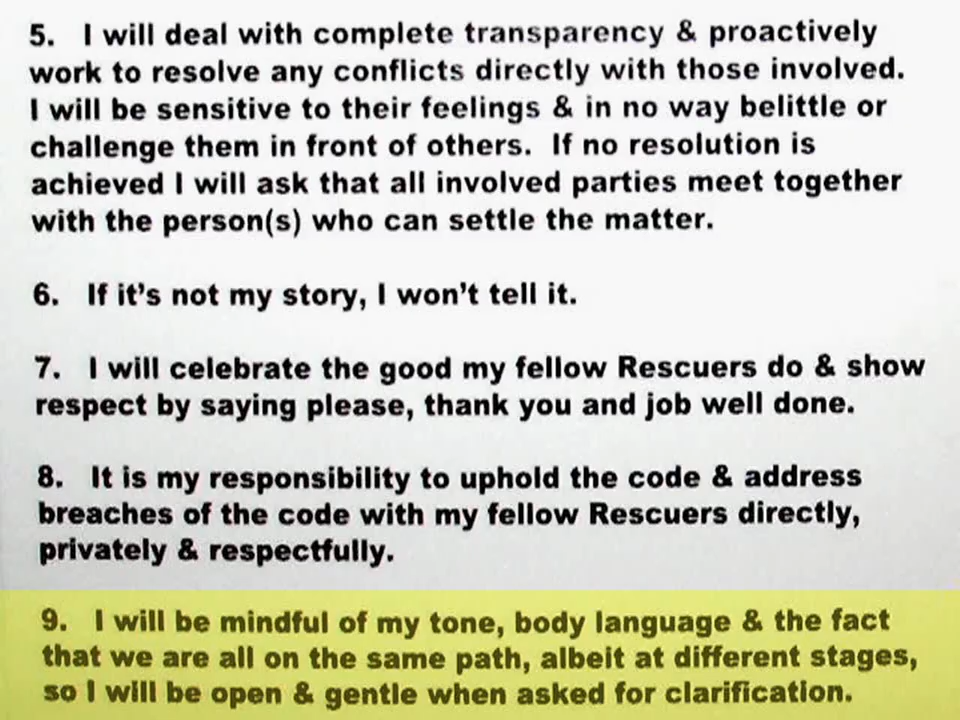 5. I will deal with complete transparency & proactively
work to resolve any conflicts directly with those involved.
I will be sensitive to their feelings & in no way belittle or
challenge them in front of others. If no resolution is
achieved I will ask that all involved parties meet together
with the person(s) who can settle the matter.
6. If it's not my story, I won't tell it.
7. I will celebrate the good my fellow Rescuers do & show
respect by saying please, thank you and job well done.
8. It is my responsibility to uphold the code & address
breaches of the code with my fellow Rescuers directly,
privately & respectfully.
9. I will be mindful of my tone, body language & the fact
that we are all on the same path, albeit at different stages,
so I will be open & gentle when asked for clarification.